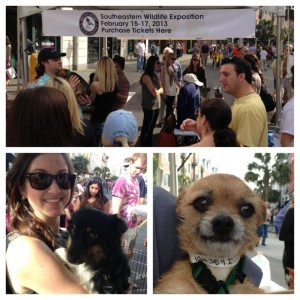 Southeastern Wildlife Exposition
February 15-17, 2013
Purchase Tickets Here